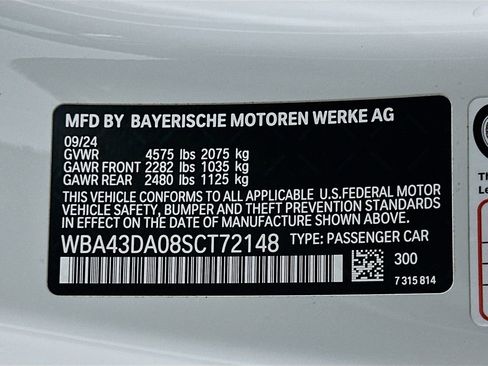 MFD BY BAYERISCHE MOTOREN WERKE AG
09/24
GVWR 4575 lbs 2075 kg
GAWR FRONT 2282 lbs 1035 kg
GAWR REAR 2480 lbs 1125 kg
THIS VEHICLE CONFORMS TO ALL APPLICABLE U.S.FEDERAL MOTOR
VEHICLE SAFETY, BUMPER AND THEFT PREVENTION STANDARDS
IN EFFECT ON THE DATE OF MANUFACTURE SHOWN ABOVE.
WBA43DA08SCT72148 TYPE: PASSENGER CAR
300
7 315 814